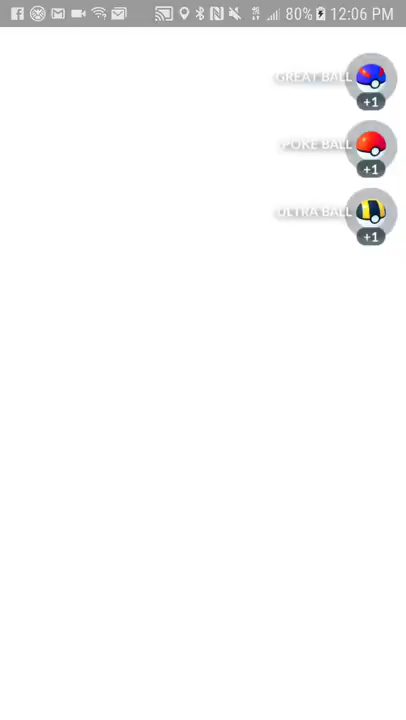 80% 12:06 PM
GREAT BALL
+1
POKE BALL
+1
ULTRA BALL
+1